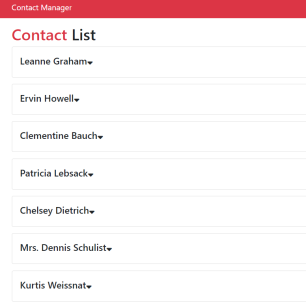 Contact Manager
Contact List
Leanne Graham
Ervin Howell
Clementine Bauch
Patricia Lebsack
Chelsey Dietrich
Mrs. Dennis Schulist
Kurtis Weissnat